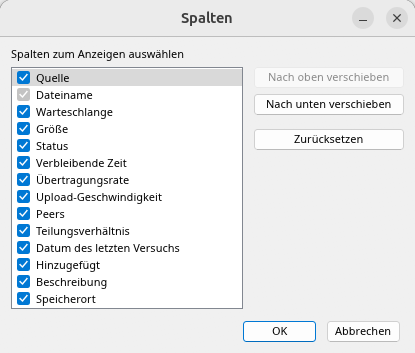 Spalten
Spalten zum Anzeigen auswählen
Quelle
Dateiname
Warteschlange
Größe
Status
Verbleibende Zeit
Übertragungsrate
Upload-Geschwindigkeit
Peers
Teilungsverhältnis
Datum des letzten Versuchs
Hinzugefügt
Beschreibung
Speicherort
Nach oben verschieben
Nach unten verschieben
Zurücksetzen
OK
Abbrechen